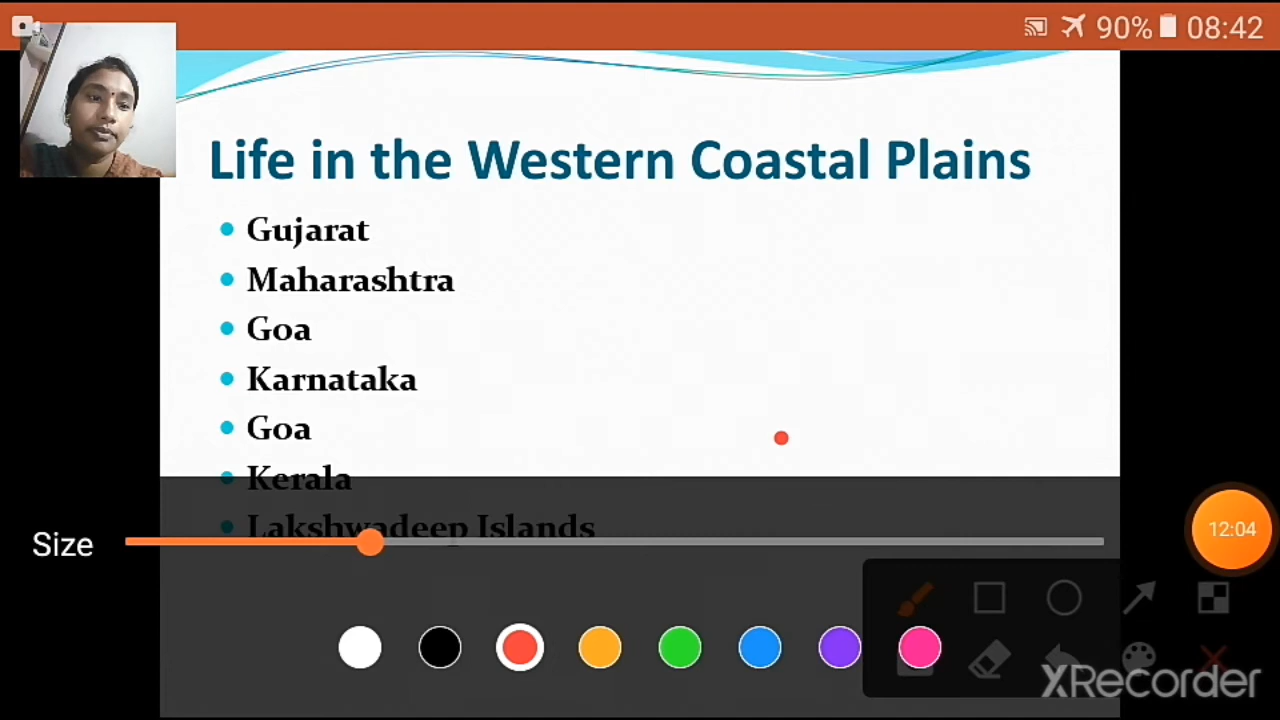 90% 08:42
Life in the Western Coastal Plains
Gujarat
Maharashtra
Goa
Karnataka
Goa
Kerala
Lakshwadeep Islands
Size
12:04
XRecorder